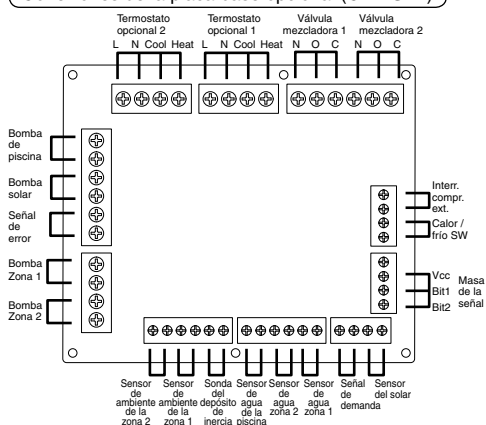 Termostato opcional 2
Termostato opcional 1
Válvula mezcladora 1
Válvula mezcladora 2
L N Cool Heat
L N Cool Heat
N O C
N O C
Bomba
de
piscina
Bomba
solar
Señal
de error
Bomba
Zona 1
Bomba
Zona 2
Interr.
compr.
ext.
Calor /
frío SW
Vcc
Bit1
Bit2
Masa
de la
señal
Sensor
de
ambiente
de la
zona 2
Sensor
de
ambiente
de la
zona 1
Sonda
del
depósito
de
inercia
Sensor
de
agua
de la
piscina
Sensor
de
agua
zona 2
Sensor
de
agua
zona 1
Señal
de
demanda
Sensor
del solar